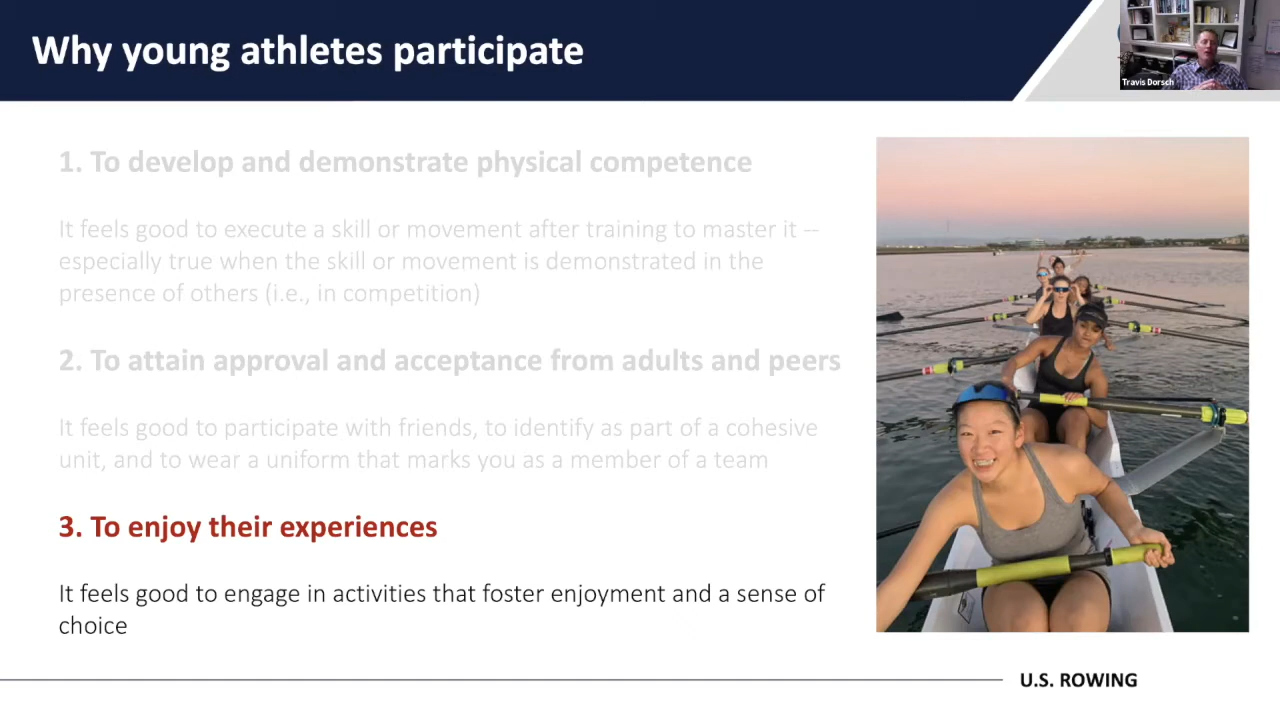 Why young athletes participate
Travis Dorsch
1. To develop and demonstrate physical competence
It feels good to execute a skill or movement after training to master it --
especially true when the skill or movement is demonstrated in the
presence of others (i.e., in competition)
2. To attain approval and acceptance from adults and peers
It feels good to participate with friends, to identify as part of a cohesive
unit, and to wear a uniform that marks you as a member of a team
3. To enjoy their experiences
It feels good to engage in activities that foster enjoyment and a sense of
choice
U.S. ROWING